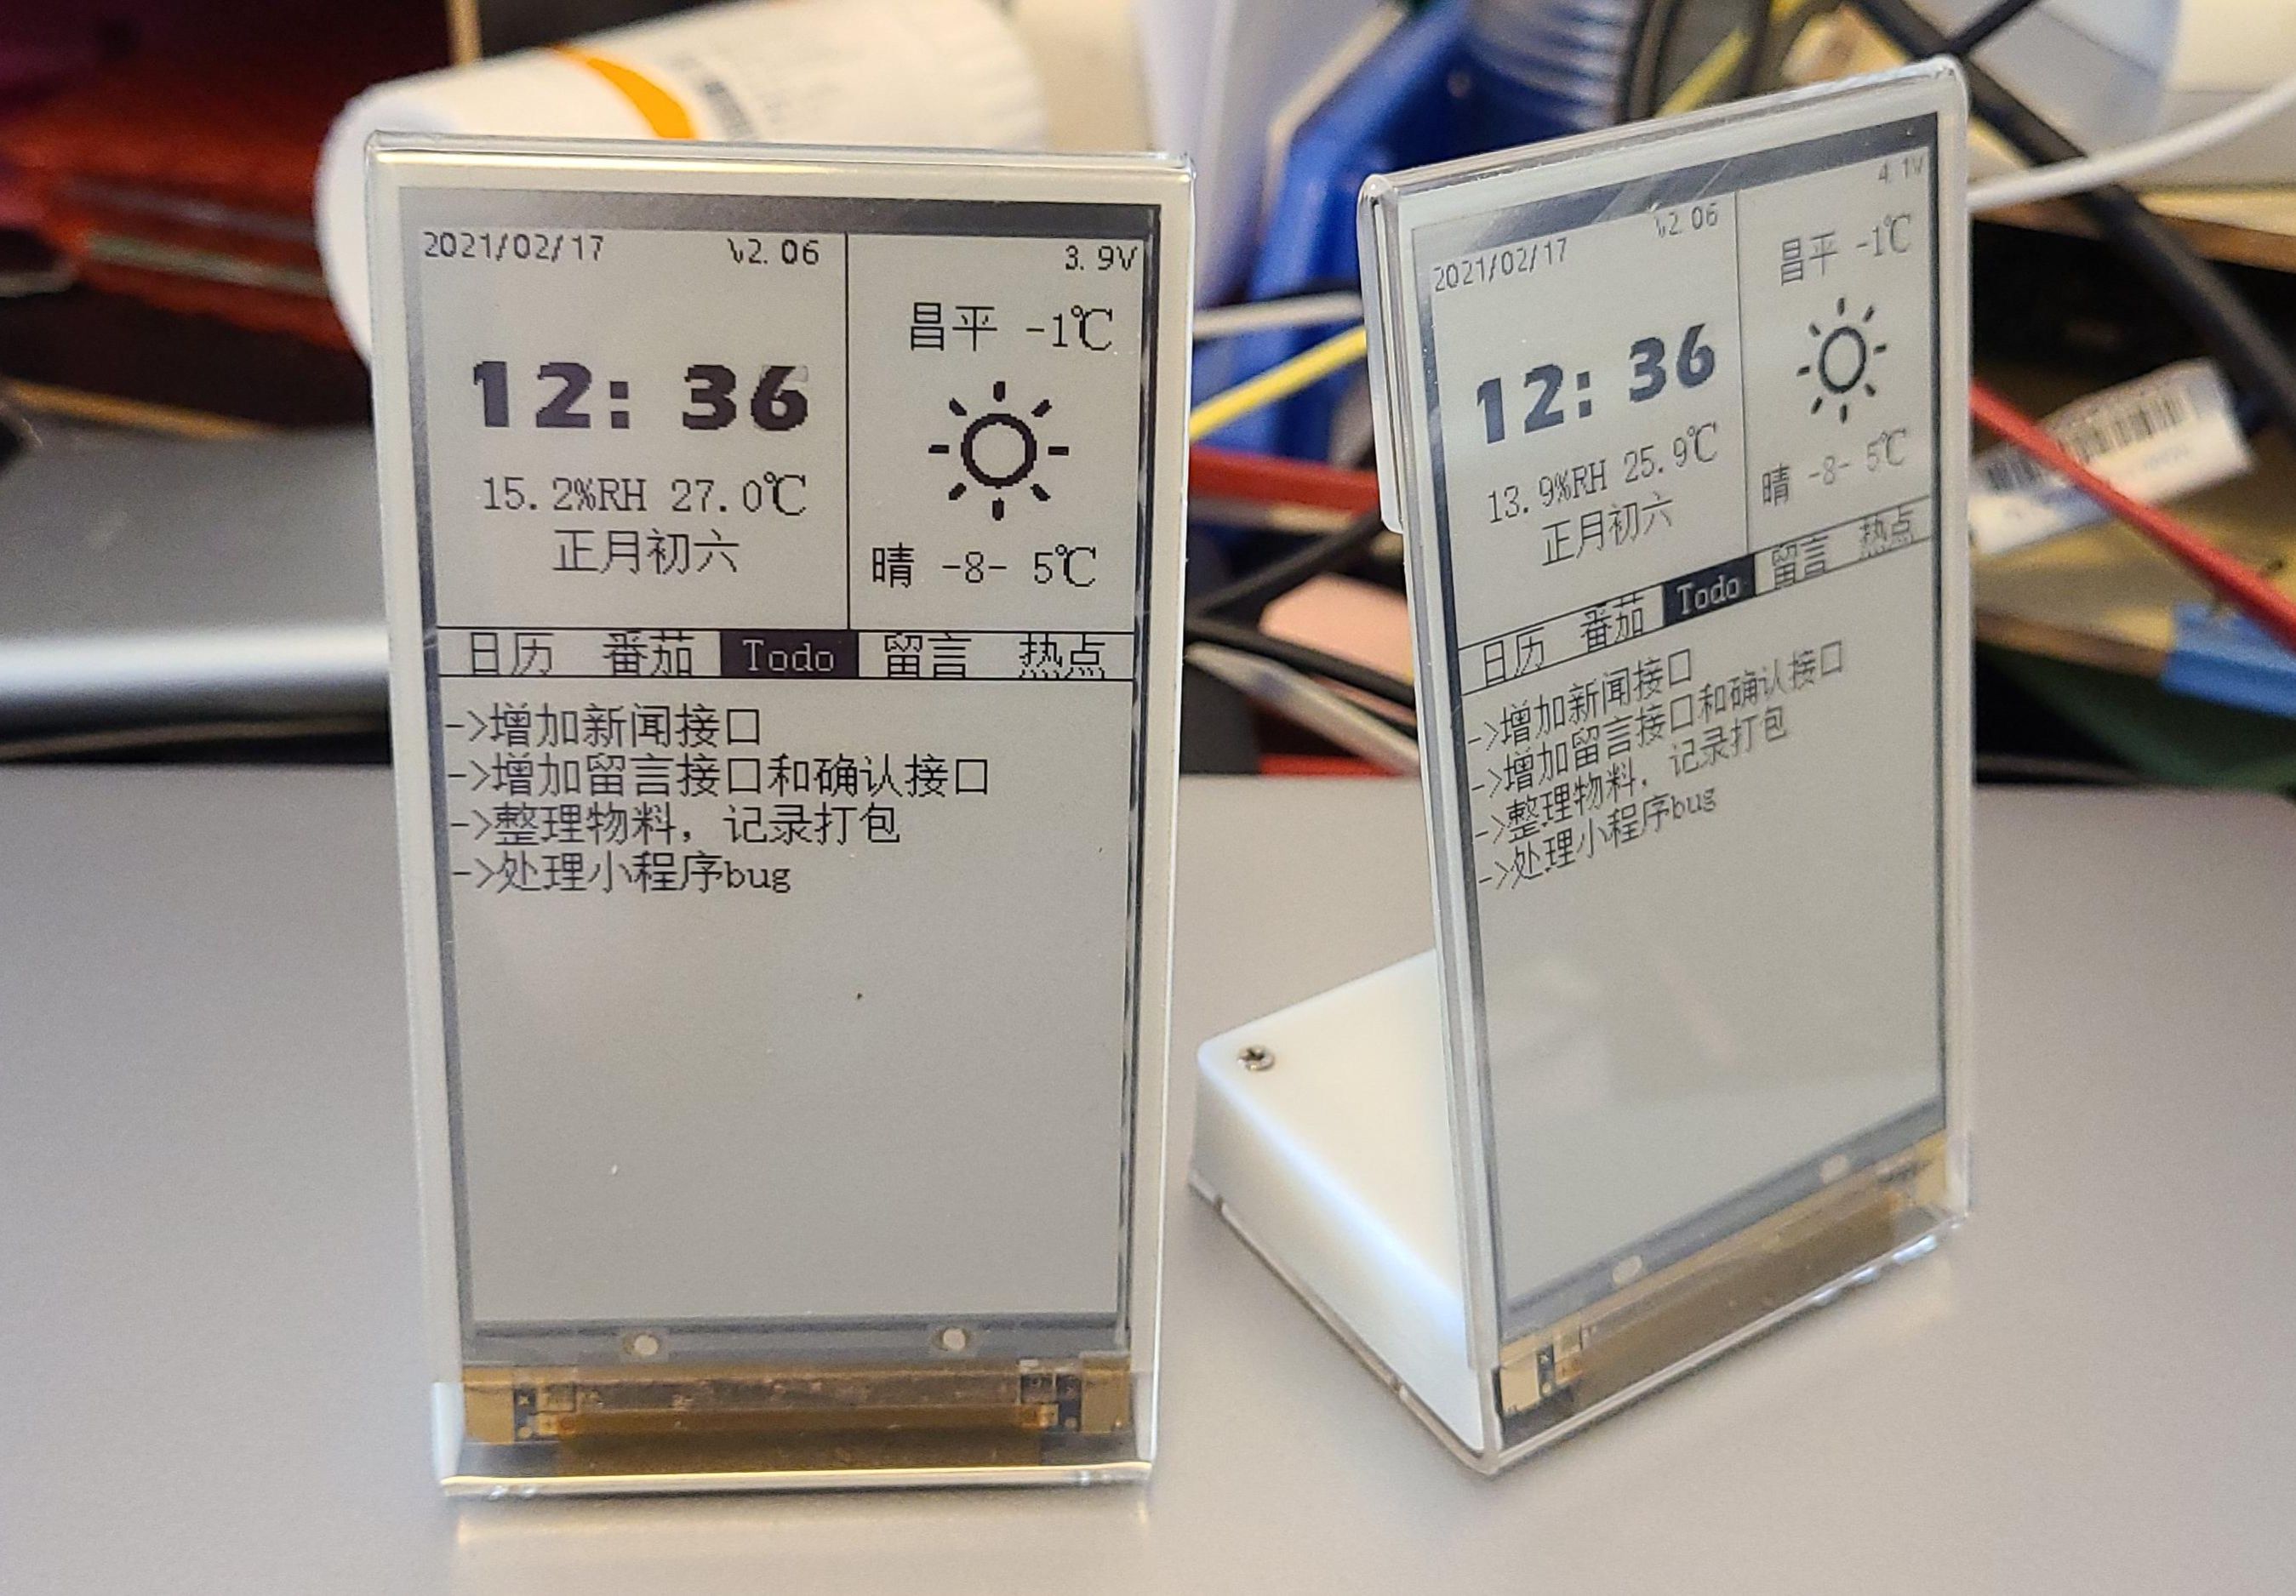 2021/02/17 V2.06 3.9V
昌平 -1℃
12:36
15.2%RH 27.0℃
正月初六
晴 -8- 5℃
日历 番茄 Todo 留言 热点
->增加新闻接口
->增加留言接口和确认接口
->整理物料，记录打包
->处理小程序bug
2021/02/17 V2.06 4.1V
昌平 -1℃
12:36
13.9%RH 25.9℃
正月初六
晴 -8- 5℃
日历 番茄 Todo 留言 热点
->增加新闻接口
->增加留言接口和确认接口
->整理物料，记录打包
->处理小程序bug